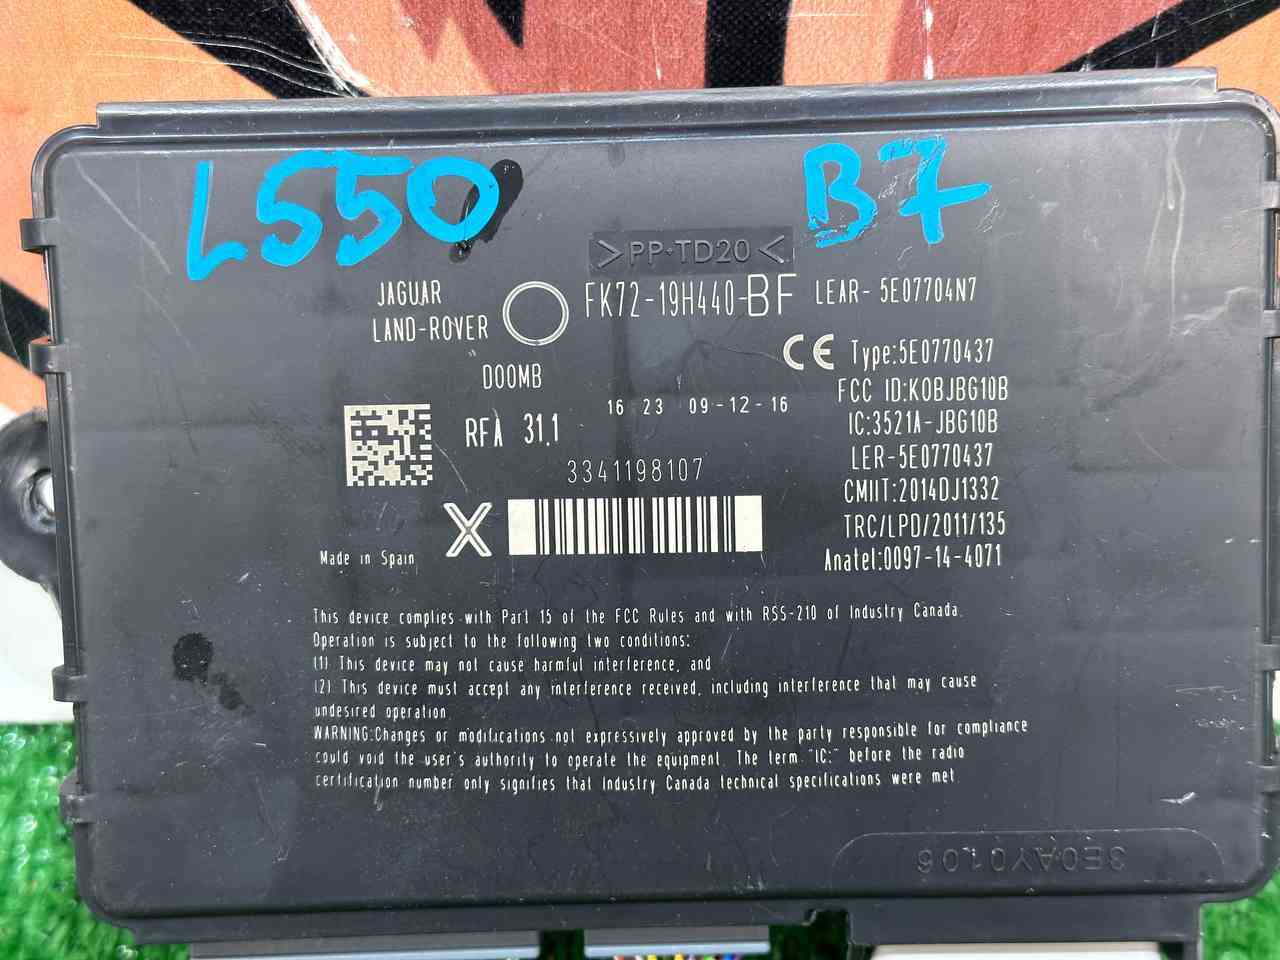 L550
B7
>PP-TD20<
JAGUAR
LAND-ROVER
FK72-19H440-BF
LEAR- 5E07704N7
CE Type:5E0770437
D00MB
FCC ID:KOBJBG10B
16 23 09-12-16
IC:3521A-JBG10B
RFA 31.1
LER-5E0770437
3341198107
CMIIT:2014DJ1332
X
TRC/LPD/2011/135
Made in Spain
Anatel:0097-14-4071
This device complies with Part 15 of the FCC Rules and with RSS-210 of Industry Canada.
Operation is subject to the following two conditions:
(1) This device may not cause harmful interference, and
(2) This device must accept any interference received, including interference that may cause
undesired operation
WARNING:Changes or modifications not expressively approved by the party responsible for compliance
could void the user's authority to operate the equipment. The term "IC:" before the radio
certification number only signifies that Industry Canada technical specifications were met
3E0AY0106